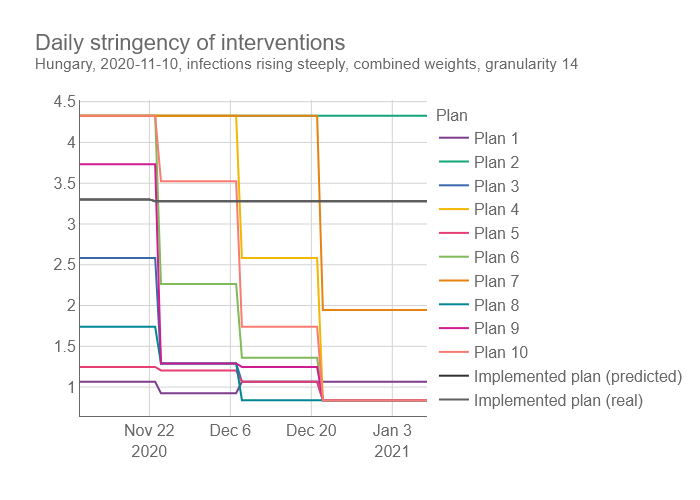 Daily stringency of interventions
Hungary, 2020-11-10, infections rising steeply, combined weights, granularity 14
4.5
4
3.5
3
2.5
2
1.5
1
Nov 22
2020
Dec 6
Dec 20
Jan 3
2021
Plan
Plan 1
Plan 2
Plan 3
Plan 4
Plan 5
Plan 6
Plan 7
Plan 8
Plan 9
Plan 10
Implemented plan (predicted)
Implemented plan (real)